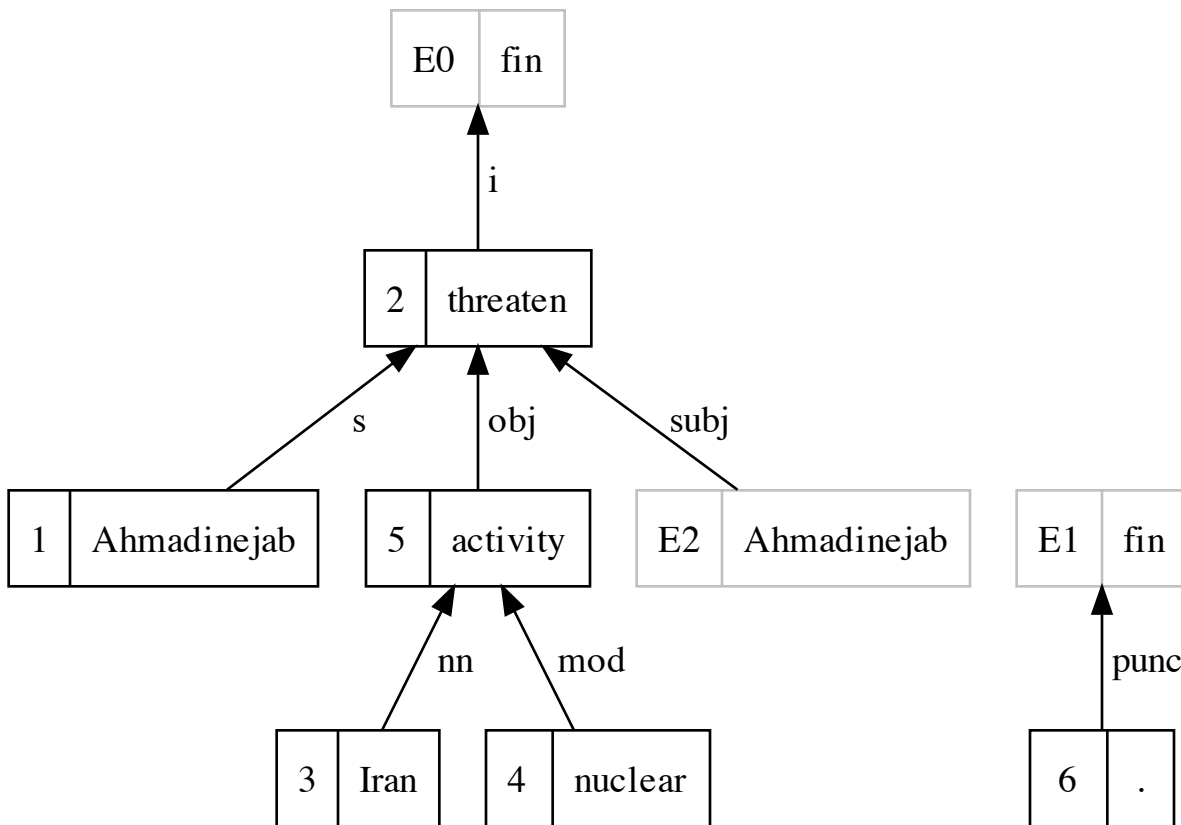 E0 fin
i
2 threaten
s obj subj
1 Ahmadinejab 5 activity E2 Ahmadinejab E1 fin
nn mod punc
3 Iran 4 nuclear 6 .